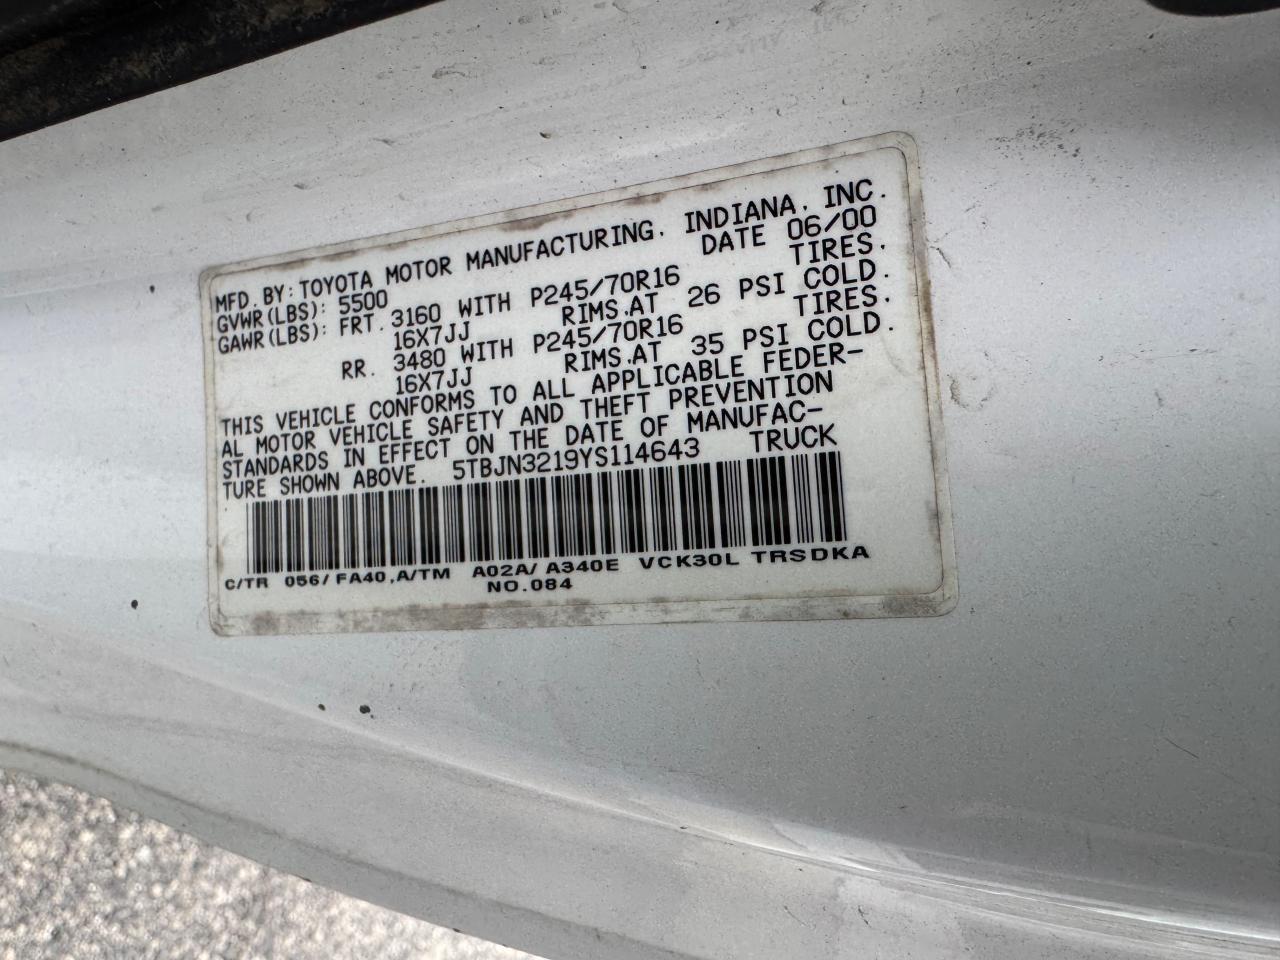 MFD. BY: TOYOTA MOTOR MANUFACTURING, INDIANA, INC.
GVWR(LBS): 5500 DATE 06/00
GAWR(LBS): FRT. 3160 WITH P245/70R16 TIRES.
16X7JJ RIMS.AT 26 PSI COLD.
RR. 3480 WITH P245/70R16 TIRES.
16X7JJ RIMS.AT 35 PSI COLD.
THIS VEHICLE CONFORMS TO ALL APPLICABLE FEDER-
AL MOTOR VEHICLE SAFETY AND THEFT PREVENTION
STANDARDS IN EFFECT ON THE DATE OF MANUFAC-
TURE SHOWN ABOVE. 5TBJN3219YS114643 TRUCK
C/TR 056/FA40,A/TM A02A/A340E VCK30L TRSDKA
NO.084